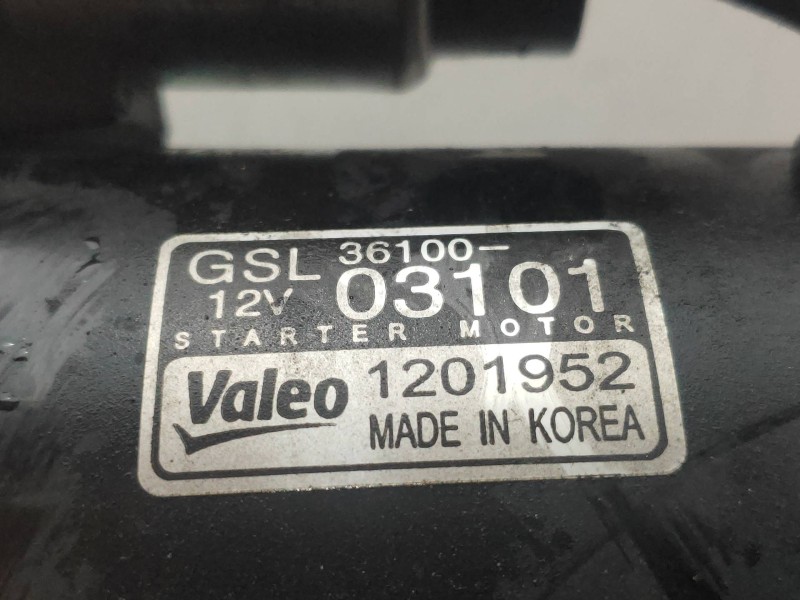 GSL 36100-
12V 03101
STARTER MOTOR
Valeo 1201952
MADE IN KOREA